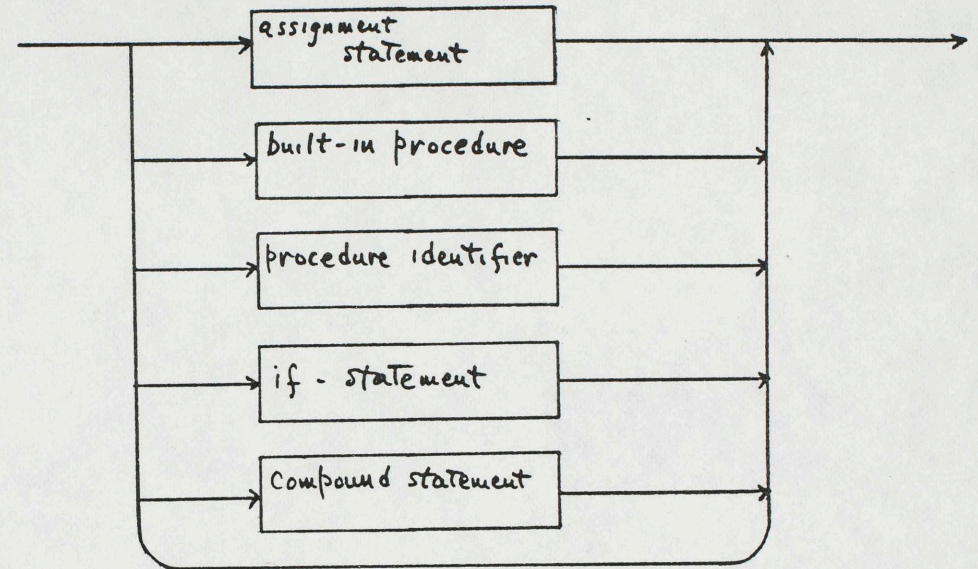 assignment
statement
built-in procedure
procedure identifier
if - statement
compound statement